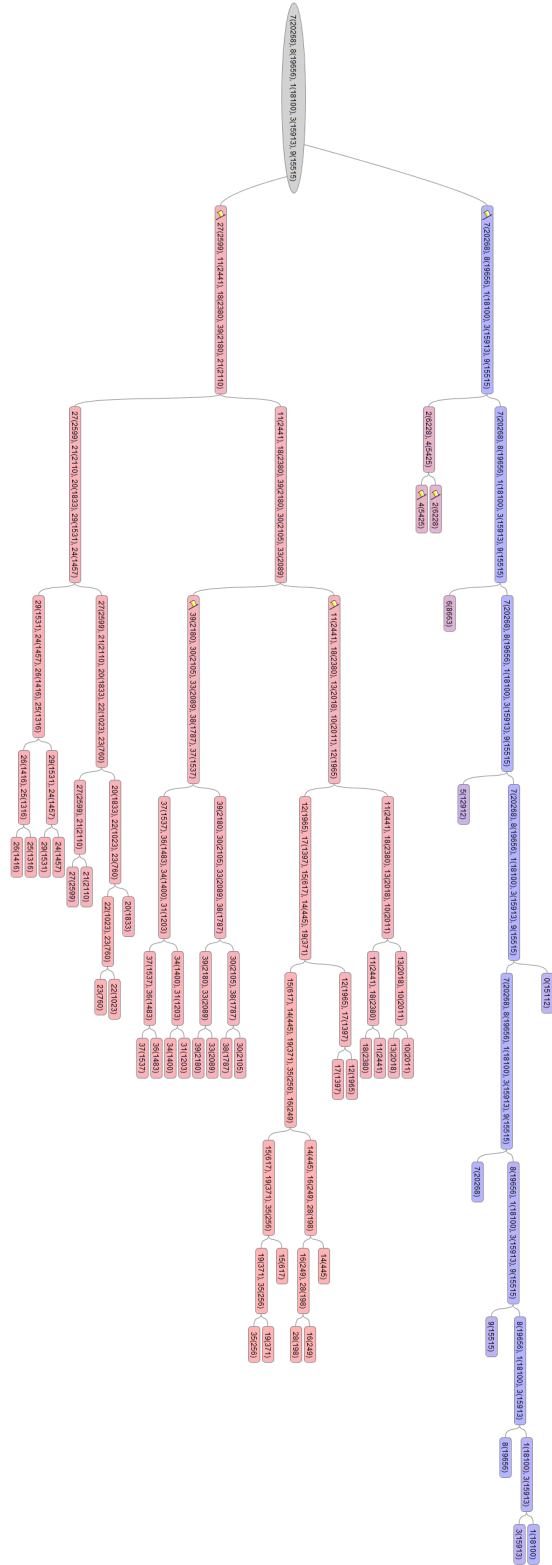 7(20268), 8(19656), 1(18100), 3(15913), 9(15515)
7(20268), 8(19656), 1(18100), 3(15913), 9(15515)
7(20268), 8(19656), 1(18100), 3(15913), 9(15515)
7(20268), 8(19656), 1(18100), 3(15913), 9(15515)
7(20268), 8(19656), 1(18100), 3(15913), 9(15515)
0(15112)
7(20268), 8(19656), 1(18100), 3(15913), 9(15515)
8(19656), 1(18100), 3(15913), 9(15515)
8(19656), 1(18100), 3(15913)
1(18100), 3(15913)
1(18100)
3(15913)
8(19656)
9(15515)
7(20268)
5(12912)
6(8663)
2(6228), 4(5425)
2(6228)
4(5425)
27(2599), 11(2441), 18(2380), 39(2180), 21(2110)
11(2441), 18(2380), 39(2180), 30(2105), 33(2089)
11(2441), 18(2380), 13(2018), 10(2011), 12(1965)
11(2441), 18(2380), 13(2018), 10(2011)
13(2018), 10(2011)
10(2011)
13(2018)
11(2441), 18(2380)
11(2441)
18(2380)
12(1965), 17(1397), 15(617), 14(445), 19(371)
12(1965), 17(1397)
12(1965)
17(1397)
15(617), 14(445), 19(371), 35(256), 16(249)
14(445), 16(249), 28(198)
14(445)
16(249), 28(198)
16(249)
28(198)
15(617), 19(371), 35(256)
15(617)
19(371), 35(256)
19(371)
35(256)
39(2180), 30(2105), 33(2089), 38(1787), 37(1537)
39(2180), 30(2105), 33(2089), 38(1787)
30(2105), 38(1787)
30(2105)
38(1787)
39(2180), 33(2089)
33(2089)
39(2180)
37(1537), 36(1483), 34(1400), 31(1203)
34(1400), 31(1203)
31(1203)
34(1400)
37(1537), 36(1483)
36(1483)
37(1537)
27(2599), 21(2110), 20(1833), 29(1531), 24(1457)
27(2599), 21(2110), 20(1833), 22(1023), 23(760)
20(1833), 22(1023), 23(760)
20(1833)
22(1023), 23(760)
22(1023)
23(760)
27(2599), 21(2110)
21(2110)
27(2599)
29(1531), 24(1457), 26(1416), 25(1316)
29(1531), 24(1457)
24(1457)
29(1531)
26(1416), 25(1316)
25(1316)
26(1416)